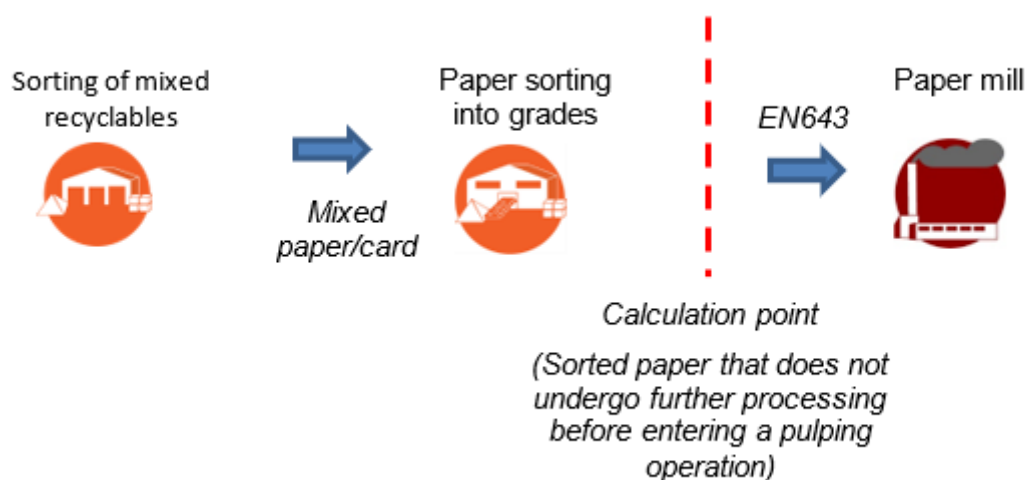 Sorting of mixed
recyclables
Mixed
paper/card
Paper sorting
into grades
EN643
Paper mill
Calculation point
(Sorted paper that does not
undergo further processing
before entering a pulping
operation)